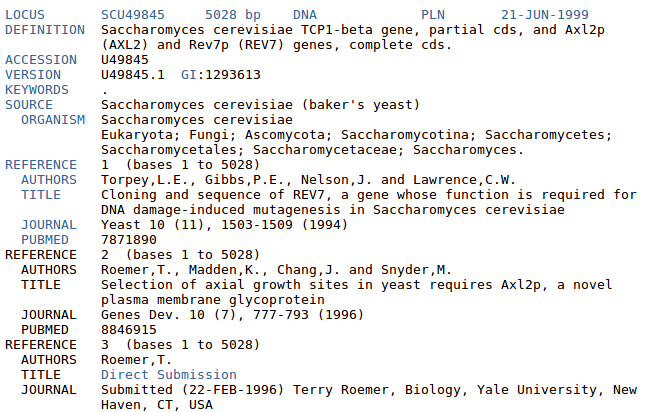 LOCUS       SCU49845     5028 bp    DNA             PLN       21-JUN-1999
DEFINITION  Saccharomyces cerevisiae TCP1-beta gene, partial cds, and Axl2p
            (AXL2) and Rev7p (REV7) genes, complete cds.
ACCESSION   U49845
VERSION     U49845.1  GI:1293613
KEYWORDS    .
SOURCE      Saccharomyces cerevisiae (baker's yeast)
  ORGANISM  Saccharomyces cerevisiae
            Eukaryota; Fungi; Ascomycota; Saccharomycotina; Saccharomycetes;
            Saccharomycetales; Saccharomycetaceae; Saccharomyces.
REFERENCE   1  (bases 1 to 5028)
  AUTHORS   Torpey,L.E., Gibbs,P.E., Nelson,J. and Lawrence,C.W.
  TITLE     Cloning and sequence of REV7, a gene whose function is required for
            DNA damage-induced mutagenesis in Saccharomyces cerevisiae
  JOURNAL   Yeast 10 (11), 1503-1509 (1994)
  PUBMED    7871890
REFERENCE   2  (bases 1 to 5028)
  AUTHORS   Roemer,T., Madden,K., Chang,J. and Snyder,M.
  TITLE     Selection of axial growth sites in yeast requires Axl2p, a novel
            plasma membrane glycoprotein
  JOURNAL   Genes Dev. 10 (7), 777-793 (1996)
  PUBMED    8846915
REFERENCE   3  (bases 1 to 5028)
  AUTHORS   Roemer,T.
  TITLE     Direct Submission
  JOURNAL   Submitted (22-FEB-1996) Terry Roemer, Biology, Yale University, New
            Haven, CT, USA